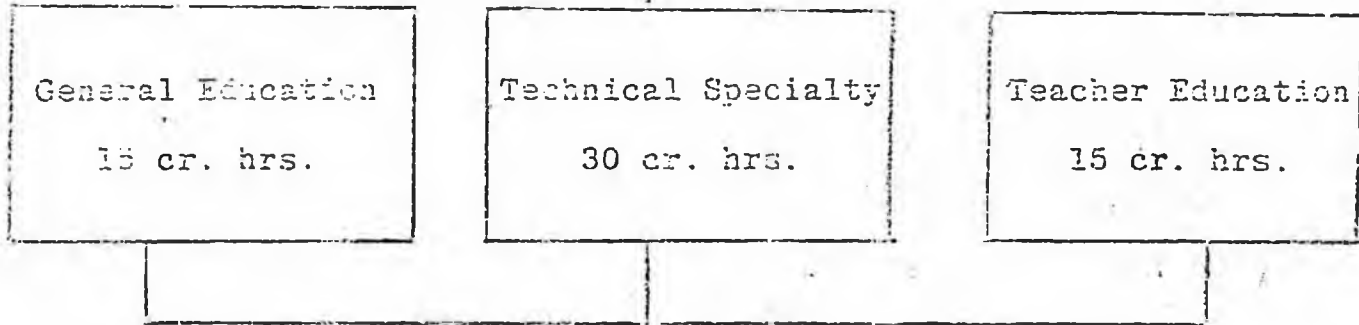 General Education
15 cr. hrs.
Technical Specialty
30 cr. hrs.
Teacher Education
15 cr. hrs.